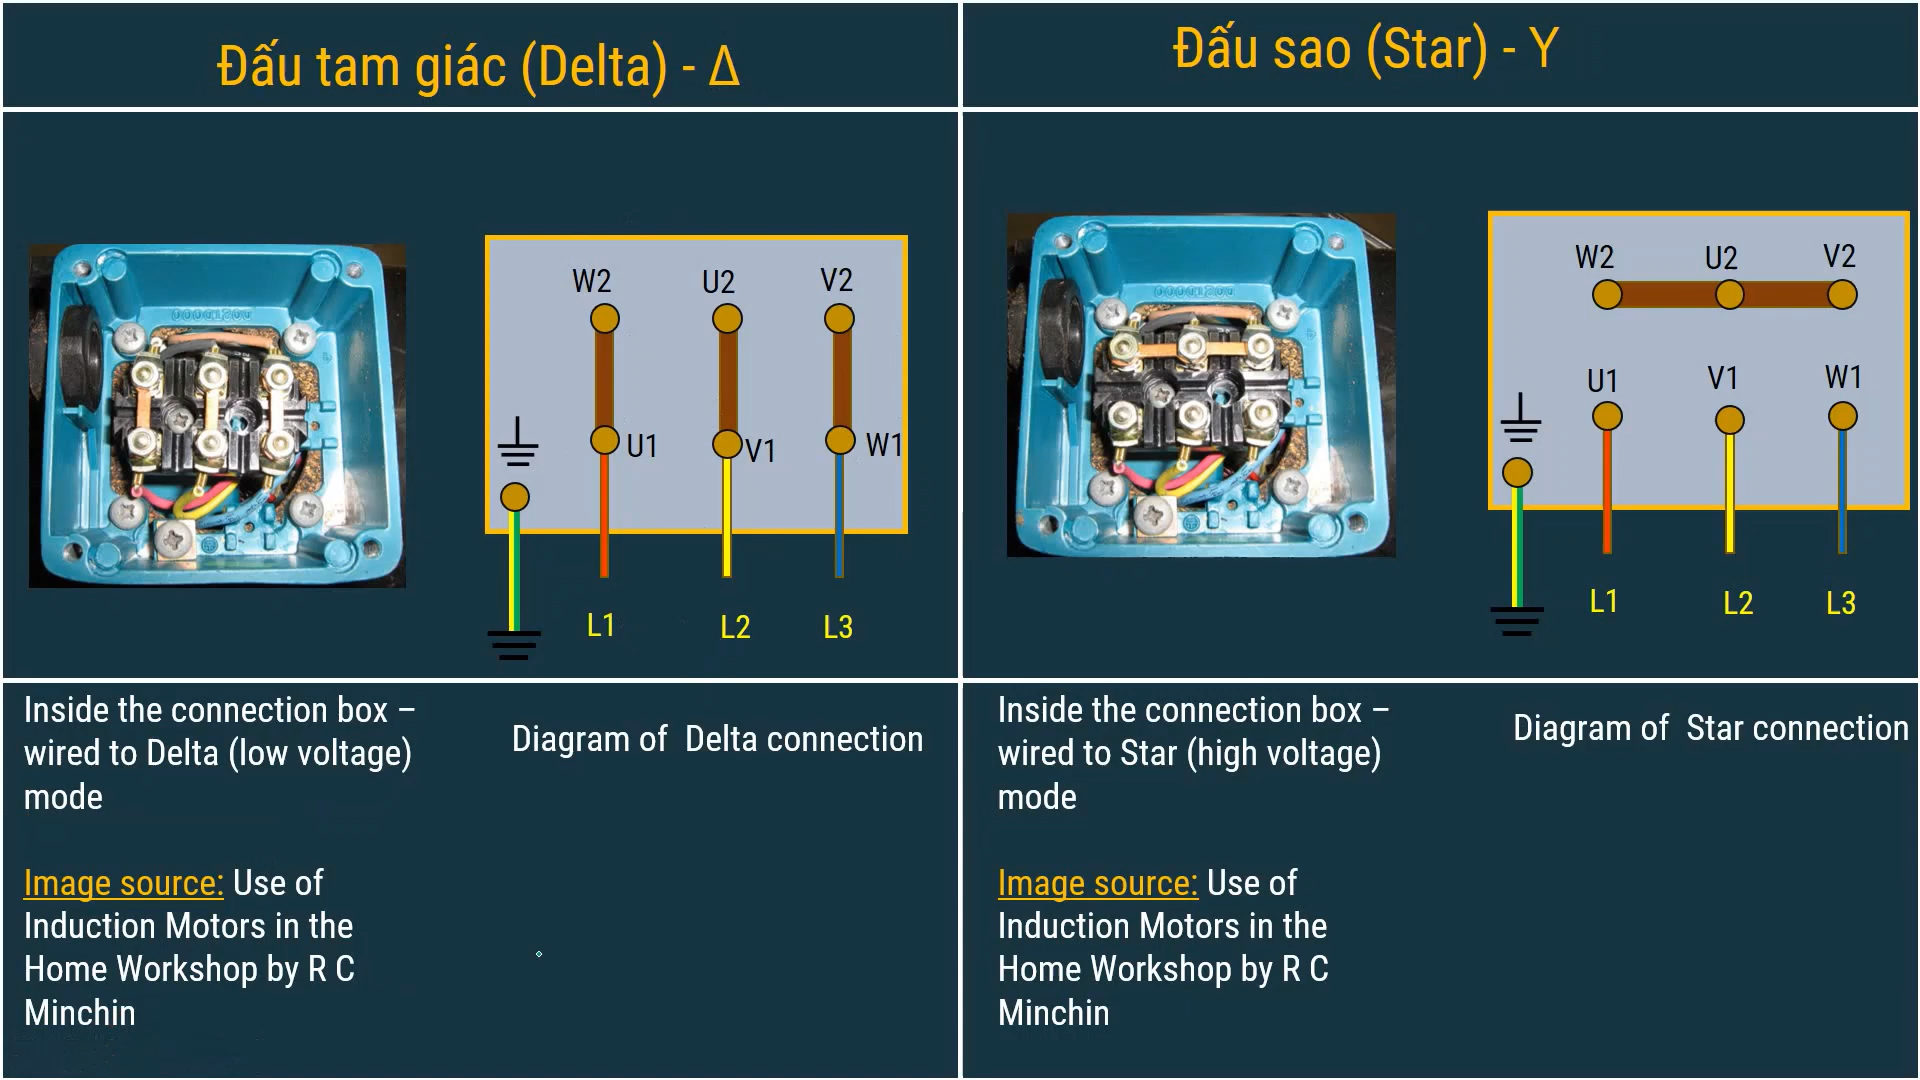 Đấu tam giác (Delta) - Δ
Đấu sao (Star) - Y
W2
U2
V2
U1
V1
W1
L1
L2
L3
W2
U2
V2
U1
V1
W1
L1
L2
L3
Inside the connection box –
wired to Delta (low voltage)
mode
Image source: Use of
Induction Motors in the
Home Workshop by R C
Minchin
Diagram of  Delta connection
Inside the connection box –
wired to Star (high voltage)
mode
Image source: Use of
Induction Motors in the
Home Workshop by R C
Minchin
Diagram of  Star connection